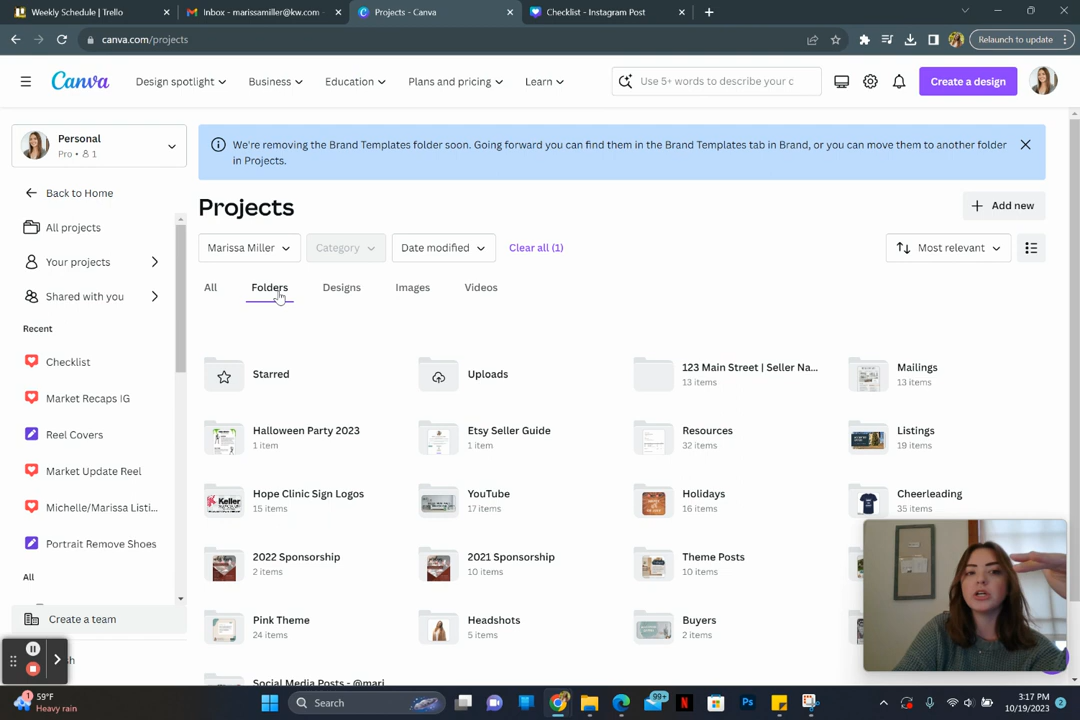 Weekly Schedule | Trello
Inbox - marissamiller@kw.com -
Projects - Canva
Checklist - Instagram Post
canva.com/projects
Relaunch to update
Canva
Design spotlight
Business
Education
Plans and pricing
Learn
Use 5+ words to describe your c
Create a design
Personal
Pro • 1
We're removing the Brand Templates folder soon. Going forward you can find them in the Brand Templates tab in Brand, or you can move them to another folder
in Projects.
Back to Home
Projects
Add new
All projects
Marissa Miller
Category
Date modified
Clear all (1)
Most relevant
Your projects
All
Folders
Designs
Images
Videos
Shared with you
Recent
Checklist
Market Recaps IG
Reel Covers
Market Update Reel
Michelle/Marissa Listi...
Portrait Remove Shoes
All
Create a team
Starred
Uploads
123 Main Street | Seller Na...
13 items
Mailings
13 items
Halloween Party 2023
1 item
Etsy Seller Guide
1 item
Resources
32 items
Listings
19 items
Hope Clinic Sign Logos
15 items
YouTube
17 items
Holidays
16 items
Cheerleading
35 items
2022 Sponsorship
2 items
2021 Sponsorship
10 items
Theme Posts
10 items
Pink Theme
24 items
Headshots
5 items
Buyers
2 items
Social Media Posts - @mari
59°F
Heavy rain
Search
99+
Ps
3:17 PM
10/19/2023
2